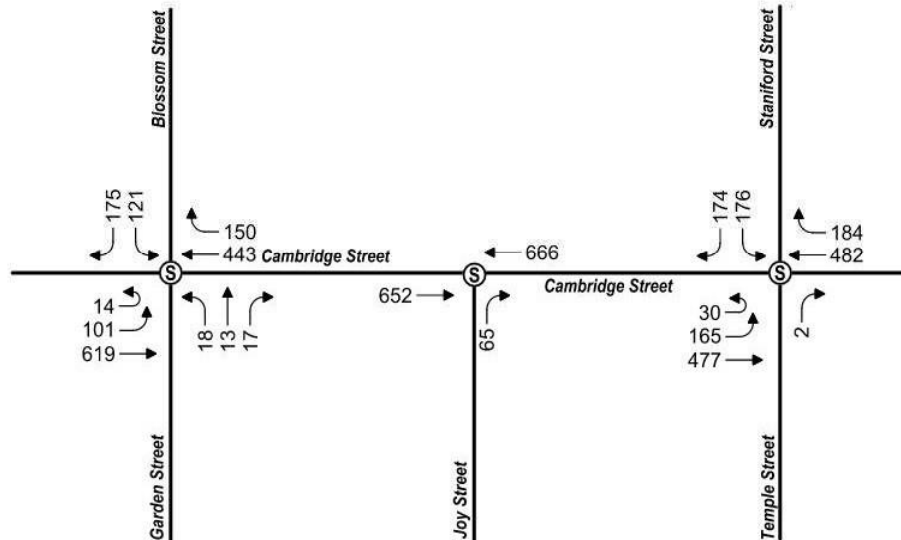 Blossom Street
Staniford Street
175
121
150
443
Cambridge Street
S
14
101
619
18
13
17
666
S
652
65
Cambridge Street
174
176
184
482
S
30
165
477
2
Garden Street
Joy Street
Temple Street